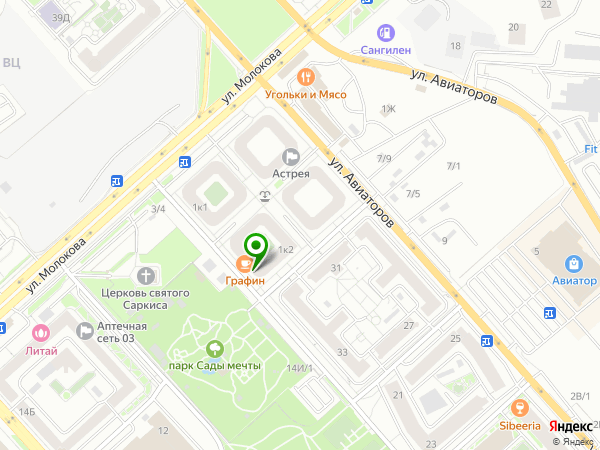 39Д
ВЦ
ул. Молокова
Сангилен
18
20
ул. Авиаторов
Угольки и Мясо
1Ж
Fit
Астрея
7/9
7/1
7/5
ул. Авиаторов
3/4
1к1
9
5
ул. Молокова
1к2
Графин
31
Авиатор
Церковь святого
Саркиса
Литай
Аптечная
сеть 03
27
25
33
парк Сады мечты
14И/1
21
2В/1
14Б
12
23
Sibeeria
Яндекс
© Яндекс